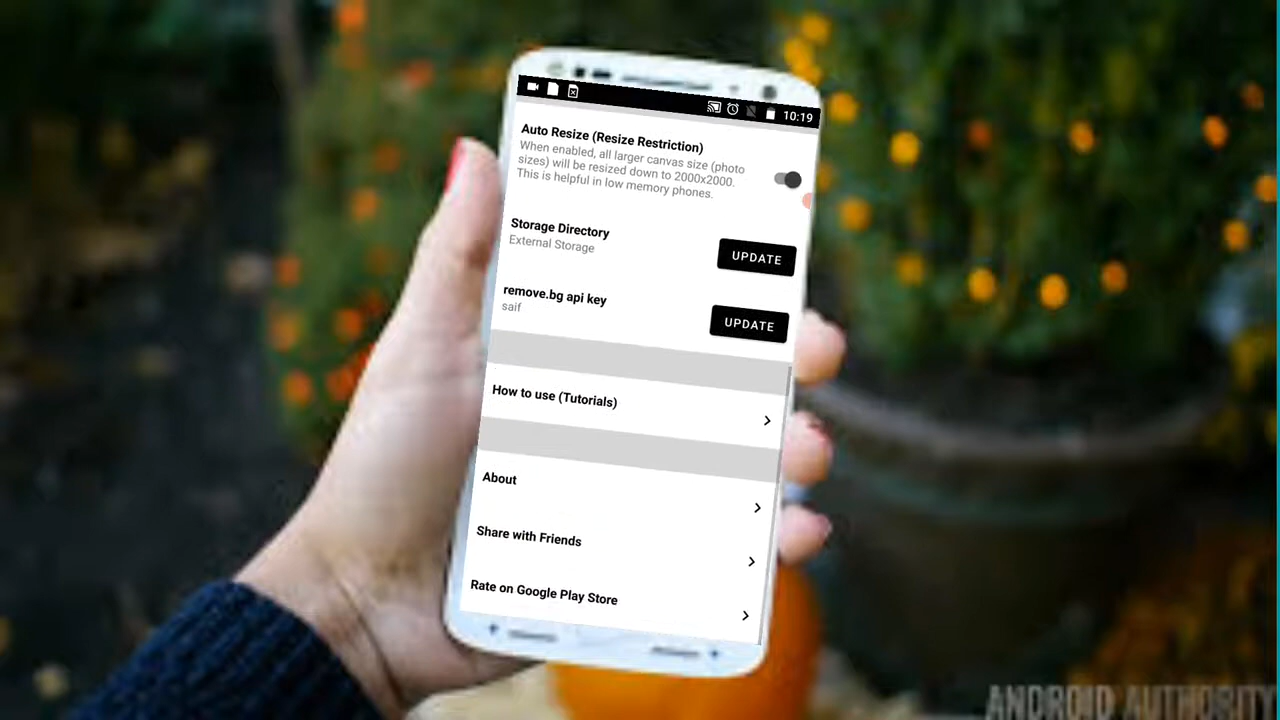 10:19
Auto Resize (Resize Restriction)
When enabled, all larger canvas size (photo
sizes) will be resized down to 2000x2000.
This is helpful in low memory phones.
Storage Directory
External Storage
UPDATE
remove.bg api key
saif
UPDATE
How to use (Tutorials)
About
Share with Friends
Rate on Google Play Store
ANDROID AUTHORITY